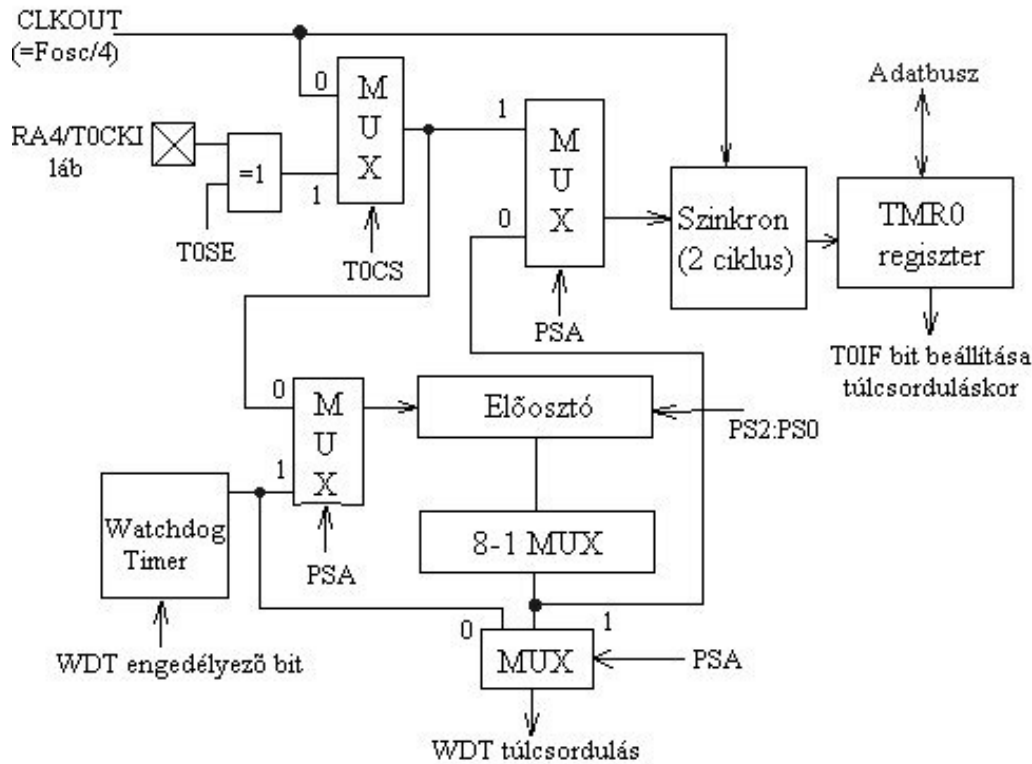 CLKOUT
(=Fosc/4)
0
M
U
X
1
M
U
X
Adatbusz
RA4/T0CKI
láb
=1
1
0
T0SE
T0CS
Szinkron
(2 ciklus)
TMR0
regiszter
PSA
T0IF bit beállítása
túlcsorduláskor
0
M
U
X
Elõosztó
PS2:PS0
1
Watchdog
Timer
8-1 MUX
PSA
0
1
MUX
PSA
WDT engedélyezõ bit
WDT túlcsordulás